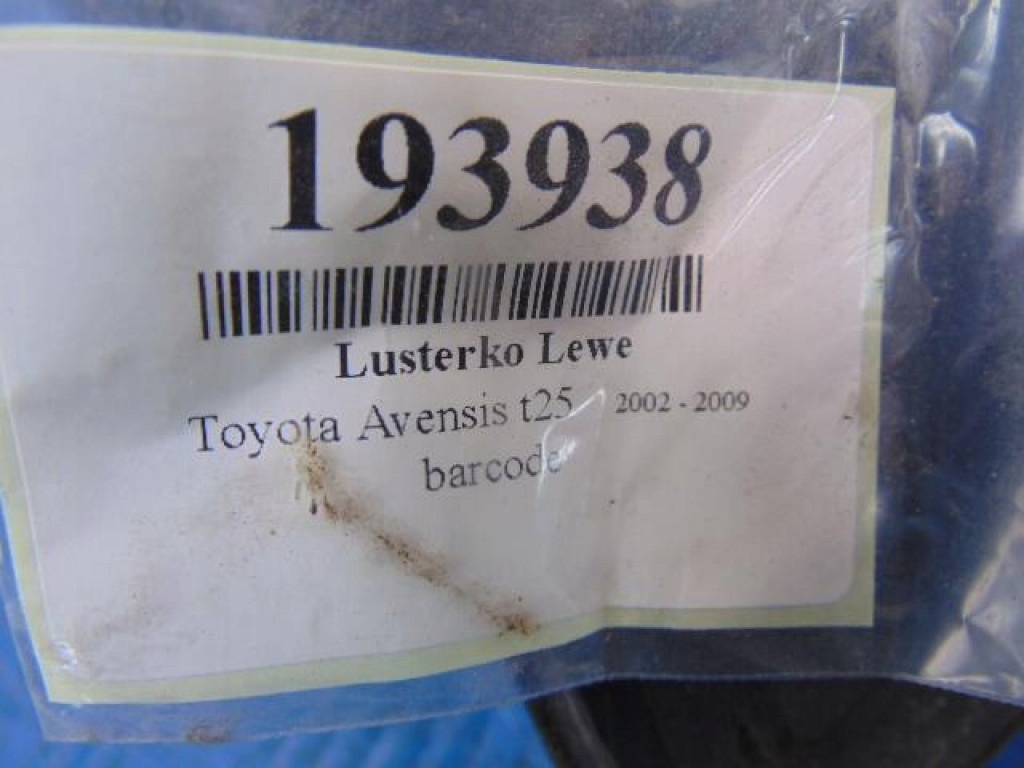 193938
Lusterko Lewe
Toyota Avensis t25 2002 - 2009
barcode